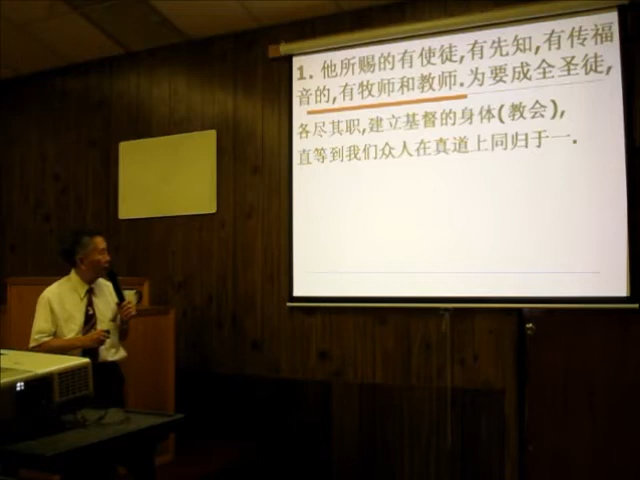 1. 他所赐的有使徒,有先知,有传福
音的,有牧师和教师.为要成全圣徒,
各尽其职,建立基督的身体(教会),
直等到我们众人在真道上同归于一.